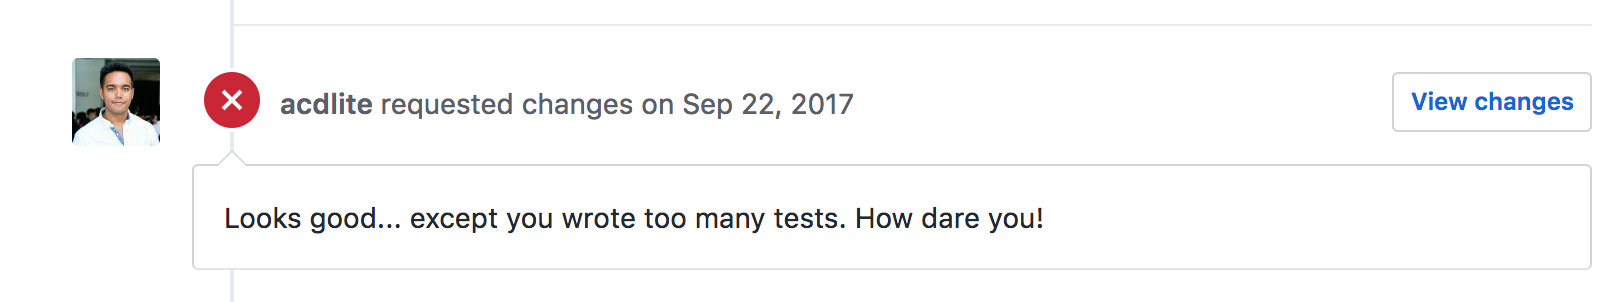 acdlite requested changes on Sep 22, 2017
View changes
Looks good... except you wrote too many tests. How dare you!